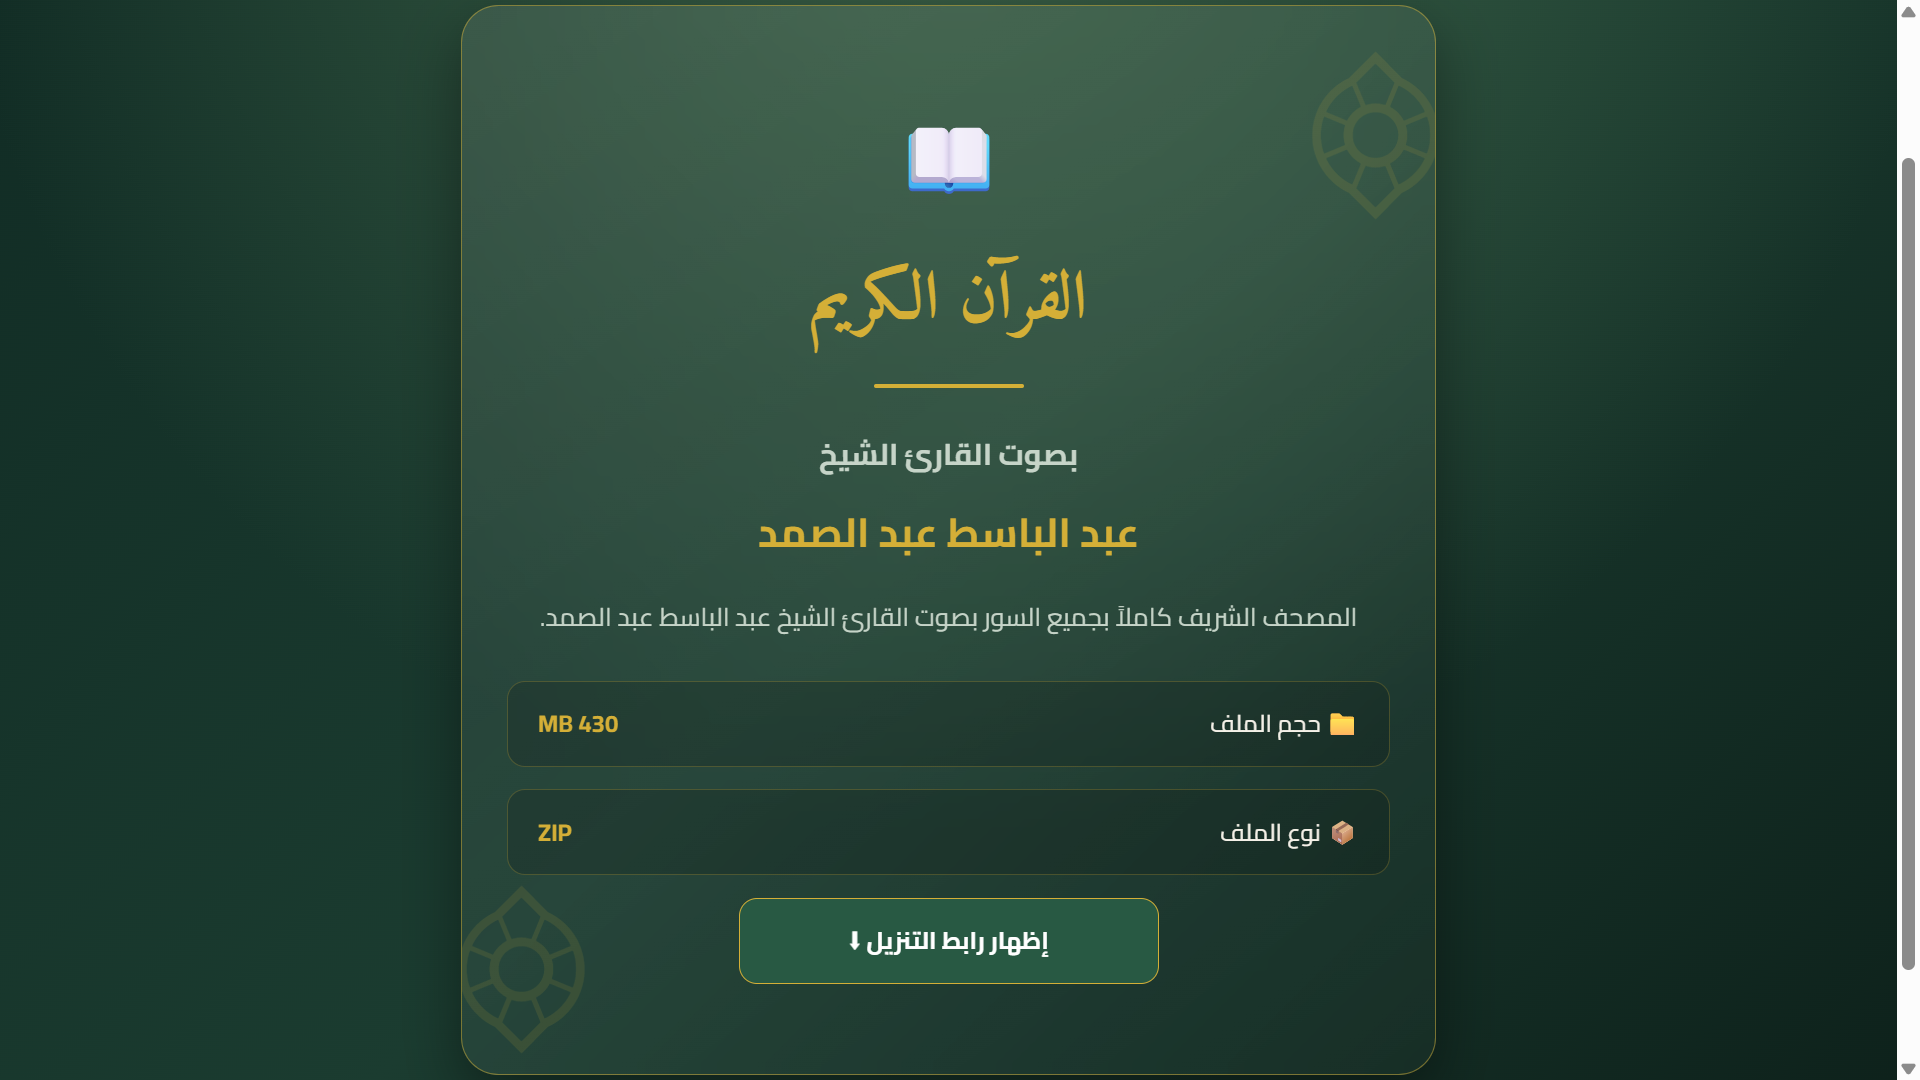 القرآن الكريم
بصوت القارئ الشيخ
عبد الباسط عبد الصمد
المصحف الشريف كاملاً بجميع السور بصوت القارئ الشيخ عبد الباسط عبد الصمد.
حجم الملف
430 MB
نوع الملف
ZIP
إظهار رابط التنزيل ⬇